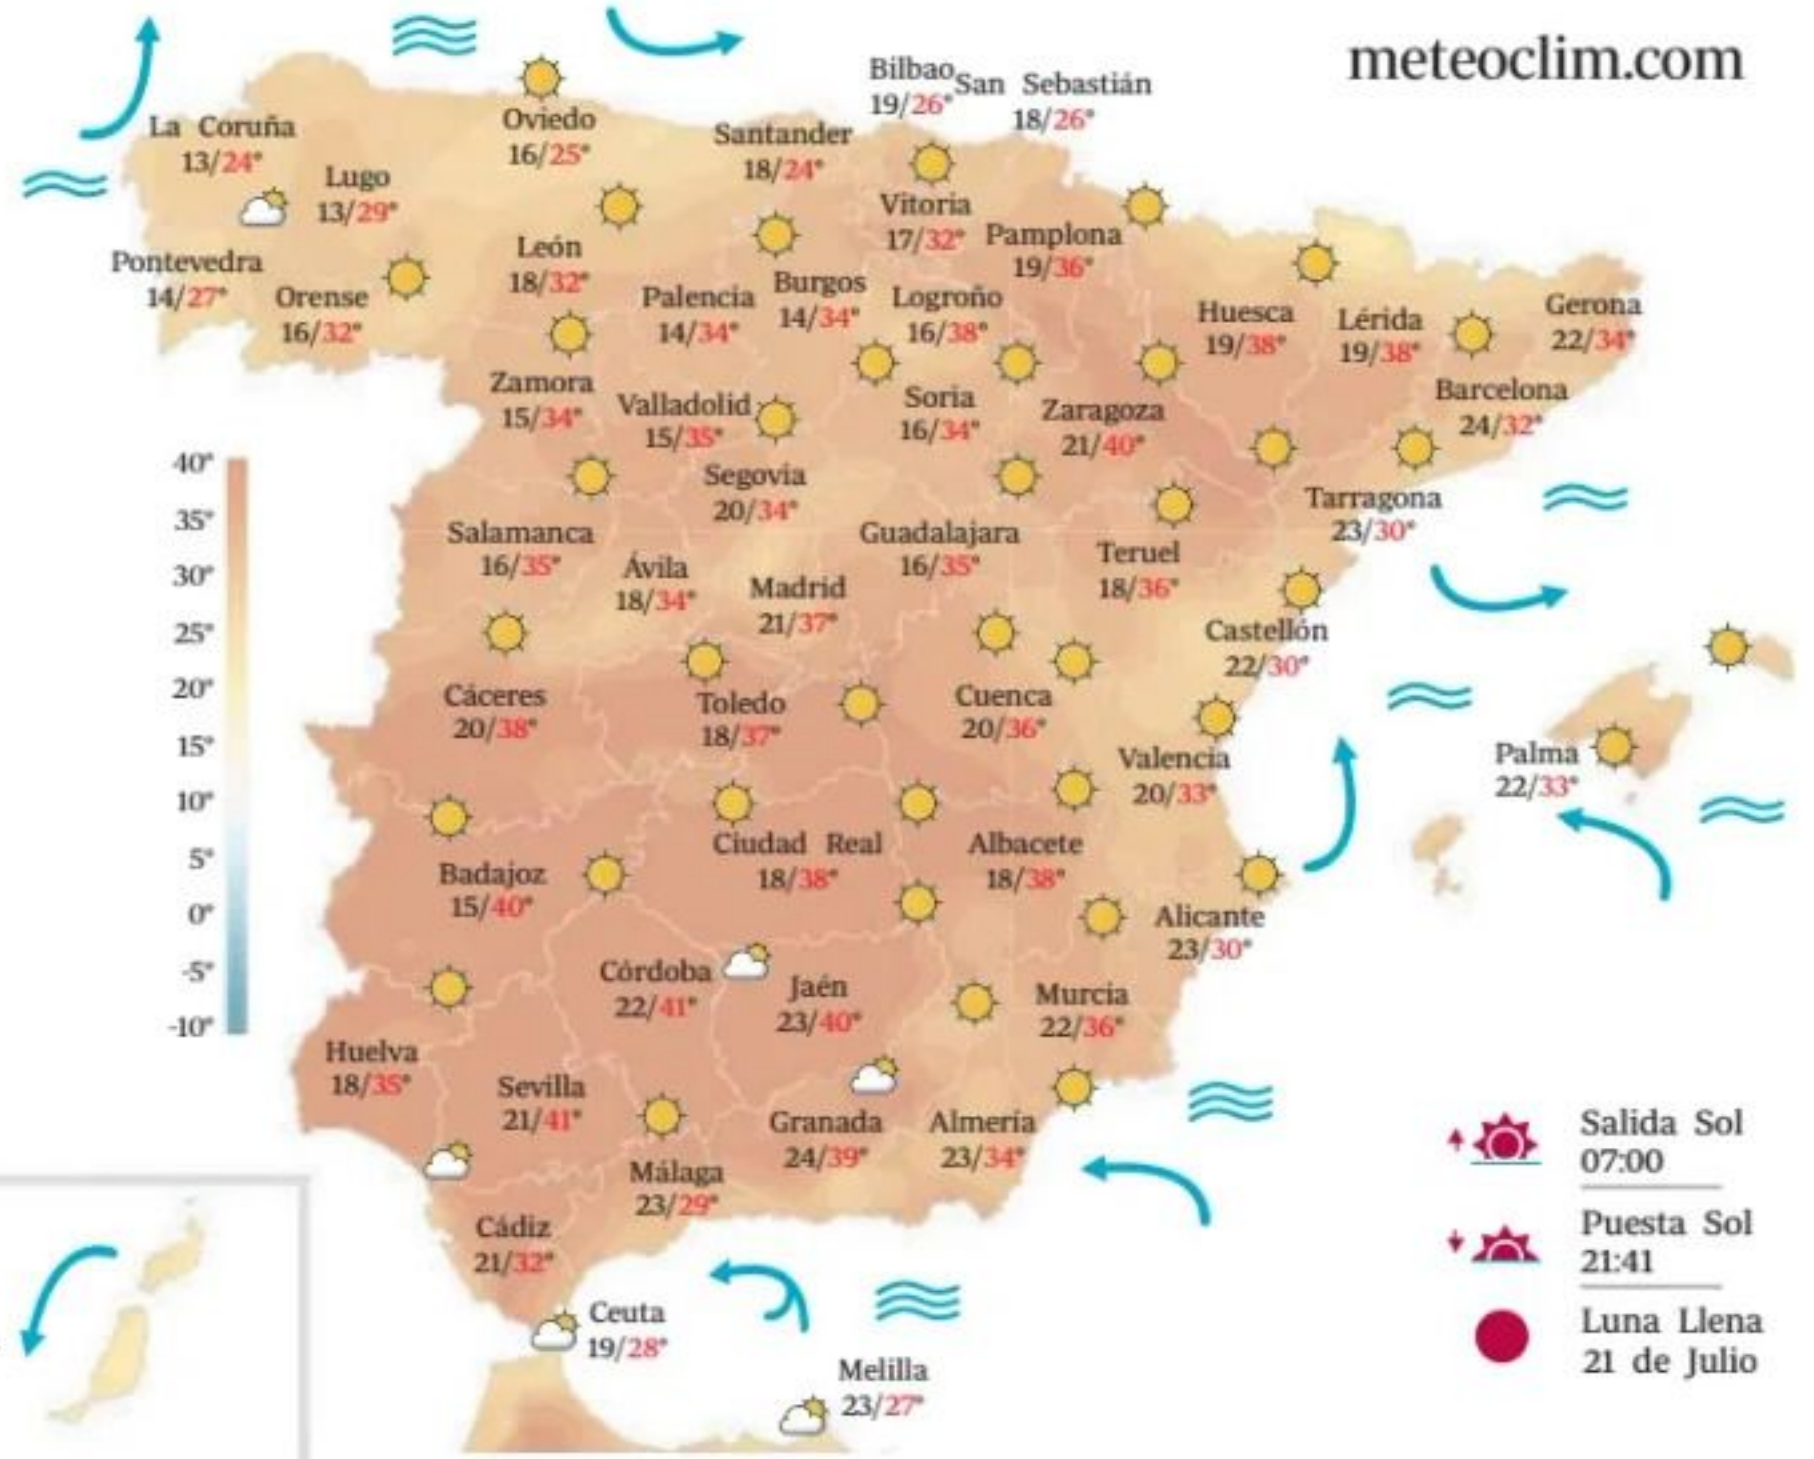 meteoclim.com
Bilbao
19/26°
San Sebastián
18/26°
La Coruña
13/24°
Oviedo
16/25°
Santander
18/24°
Lugo
13/29°
Vitoria
17/32°
Pamplona
19/36°
León
18/32°
Pontevedra
14/27°
Orense
16/32°
Palencia
14/34°
Burgos
14/34°
Logroño
16/38°
Huesca
19/38°
Lérida
19/38°
Gerona
22/34°
Zamora
15/34°
Valladolid
15/35°
Soria
16/34°
Zaragoza
21/40°
Barcelona
24/32°
Segovia
20/34°
Tarragona
23/30°
Salamanca
16/35°
Ávila
18/34°
Madrid
21/37°
Guadalajara
16/35°
Teruel
18/36°
Castellón
22/30°
Cáceres
20/38°
Toledo
18/37°
Cuenca
20/36°
Valencia
20/33°
Palma
22/33°
Badajoz
15/40°
Ciudad Real
18/38°
Albacete
18/38°
Alicante
23/30°
Córdoba
22/41°
Jaén
23/40°
Murcia
22/36°
Huelva
18/35°
Sevilla
21/41°
Granada
24/39°
Almería
23/34°
Málaga
23/29°
Cádiz
21/32°
Ceuta
19/28°
Melilla
23/27°
40°
35°
30°
25°
20°
15°
10°
5°
0°
-5°
-10°
Salida Sol
07:00
Puesta Sol
21:41
Luna Llena
21 de Julio